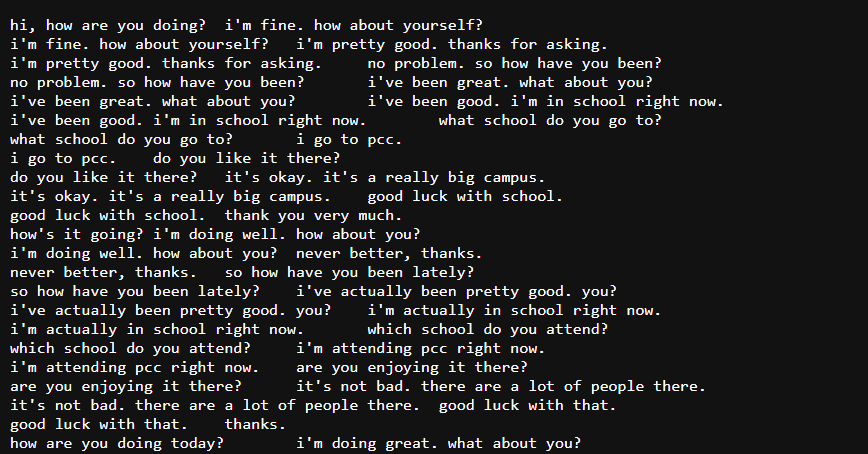 hi, how are you doing?	i'm fine. how about yourself?
i'm fine. how about yourself?	i'm pretty good. thanks for asking.
i'm pretty good. thanks for asking.	no problem. so how have you been?
no problem. so how have you been?	i've been great. what about you?
i've been great. what about you?	i've been good. i'm in school right now.
i've been good. i'm in school right now.	what school do you go to?
what school do you go to?	i go to pcc.
i go to pcc.	do you like it there?
do you like it there?	it's okay. it's a really big campus.
it's okay. it's a really big campus.	good luck with school.
good luck with school.	thank you very much.
how's it going?	i'm doing well. how about you?
i'm doing well. how about you?	never better, thanks.
never better, thanks.	so how have you been lately?
so how have you been lately?	i've actually been pretty good. you?
i've actually been pretty good. you?	i'm actually in school right now.
i'm actually in school right now.	which school do you attend?
which school do you attend?	i'm attending pcc right now.
i'm attending pcc right now.	are you enjoying it there?
are you enjoying it there?	it's not bad. there are a lot of people there.
it's not bad. there are a lot of people there.	good luck with that.
good luck with that.	thanks.
how are you doing today?	i'm doing great. what about you?